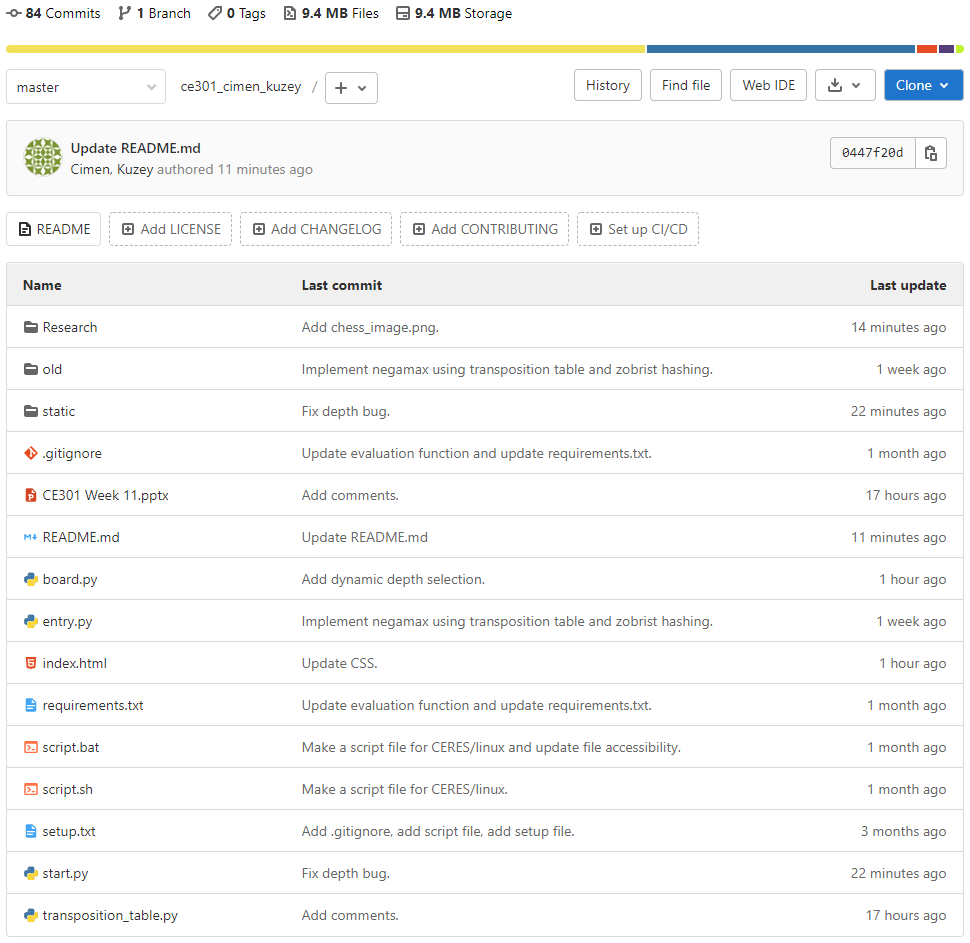 84 Commits 1 Branch 0 Tags 9.4 MB Files 9.4 MB Storage
master ce301_cimen_kuzey / + History Find file Web IDE Clone
Update README.md
Cimen, Kuzey authored 11 minutes ago
0447f20d
README Add LICENSE Add CHANGELOG Add CONTRIBUTING Set up CI/CD
Name Last commit Last update
Research Add chess_image.png. 14 minutes ago
old Implement negamax using transposition table and zobrist hashing. 1 week ago
static Fix depth bug. 22 minutes ago
.gitignore Update evaluation function and update requirements.txt. 1 month ago
CE301 Week 11.pptx Add comments. 17 hours ago
README.md Update README.md 11 minutes ago
board.py Add dynamic depth selection. 1 hour ago
entry.py Implement negamax using transposition table and zobrist hashing. 1 week ago
index.html Update CSS. 1 hour ago
requirements.txt Update evaluation function and update requirements.txt. 1 month ago
script.bat Make a script file for CERES/linux and update file accessibility. 1 month ago
script.sh Make a script file for CERES/linux. 1 month ago
setup.txt Add .gitignore, add script file, add setup file. 3 months ago
start.py Fix depth bug. 22 minutes ago
transposition_table.py Add comments. 17 hours ago